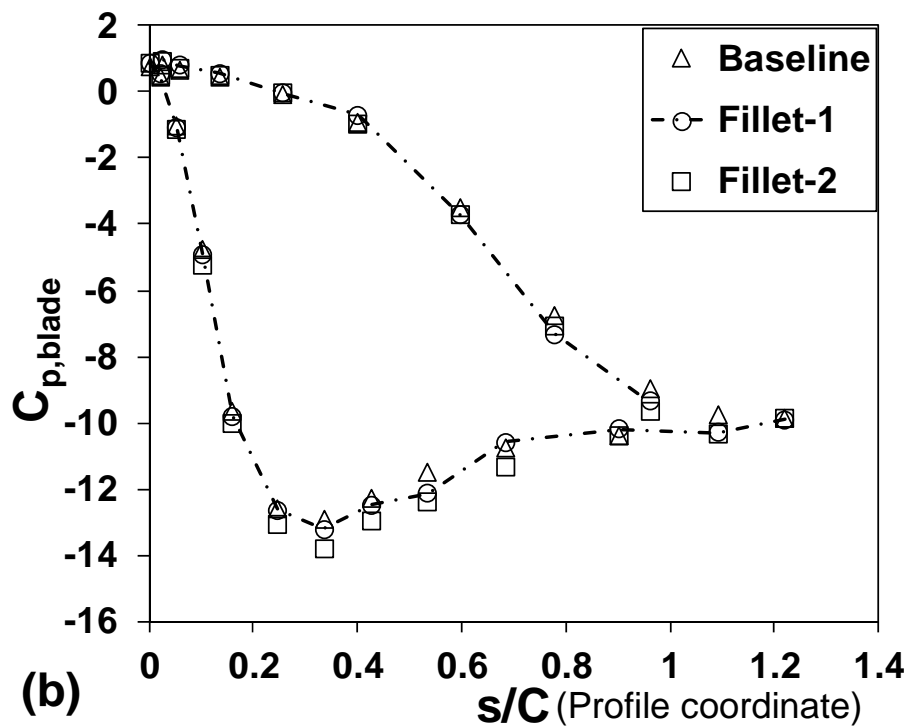 2
0
-2
-4
-6
-8
-10
-12
-14
-16
C p,blade
Baseline
Fillet-1
Fillet-2
0 0.2 0.4 0.6 0.8 1 1.2 1.4
(b) s/C (Profile coordinate)